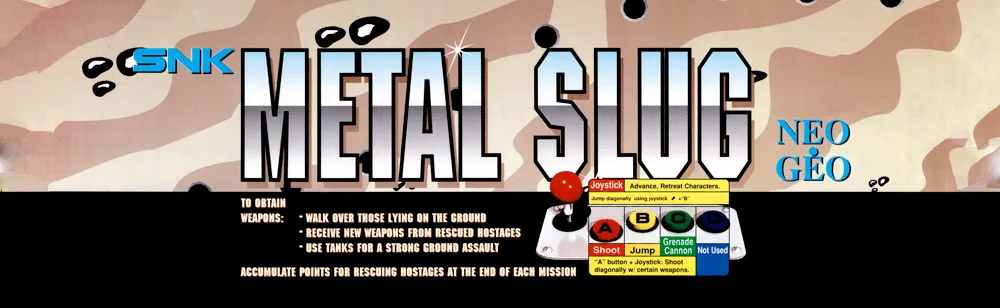 SNK
METAL SLUG
NEO
GEO
TO OBTAIN
WEAPONS: - WALK OVER THOSE LYING ON THE GROUND
- RECEIVE NEW WEAPONS FROM RESCUED HOSTAGES
- USE TANKS FOR A STRONG GROUND ASSAULT
ACCUMULATE POINTS FOR RESCUING HOSTAGES AT THE END OF EACH MISSION
Joystick Advance, Retreat Characters.
Jump diagonally using joystick ⬈ +"B"
A B C D
Shoot Jump Grenade Cannon Not Used
"A" button + Joystick: Shoot
diagonally w/ certain weapons.